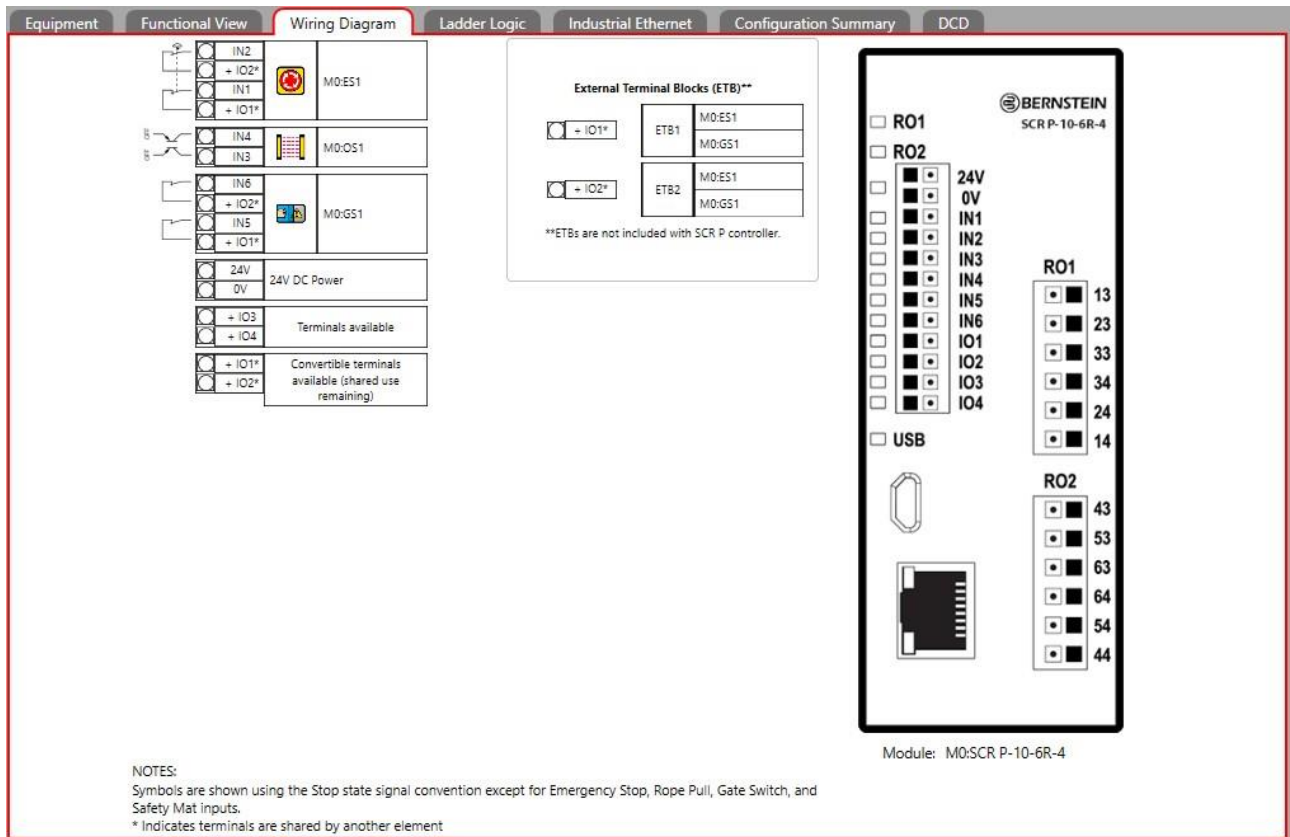 Equipment
Functional View
Wiring Diagram
Ladder Logic
Industrial Ethernet
Configuration Summary
DCD
IN2
+ IO2*
IN1
+ IO1*
M0:ES1
IN4
IN3
M0:OS1
IN6
+ IO2*
IN5
+ IO1*
M0:GS1
24V
0V
24V DC Power
+ IO3
+ IO4
Terminals available
+ IO1*
+ IO2*
Convertible terminals
available (shared use
remaining)
External Terminal Blocks (ETB)**
+ IO1*
ETB1
M0:ES1
M0:GS1
+ IO2*
ETB2
M0:ES1
M0:GS1
**ETBs are not included with SCR P controller.
BERNSTEIN
SCR P-10-6R-4
RO1
RO2
24V
0V
IN1
IN2
IN3
IN4
IN5
IN6
IO1
IO2
IO3
IO4
USB
RO1
13
23
33
34
24
14
RO2
43
53
63
64
54
44
Module: M0:SCR P-10-6R-4
NOTES:
Symbols are shown using the Stop state signal convention except for Emergency Stop, Rope Pull, Gate Switch, and
Safety Mat inputs.
* Indicates terminals are shared by another element